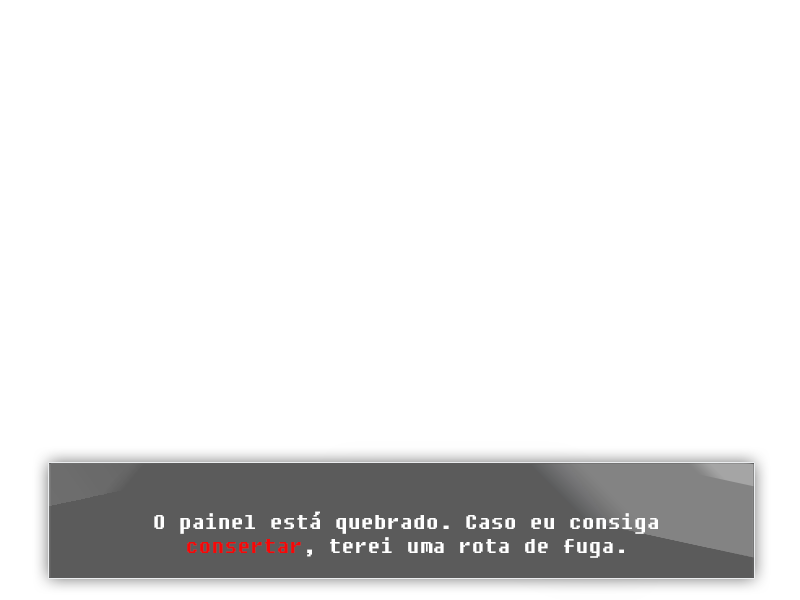 O painel está quebrado. Caso eu consiga
consertar, terei uma rota de fuga.